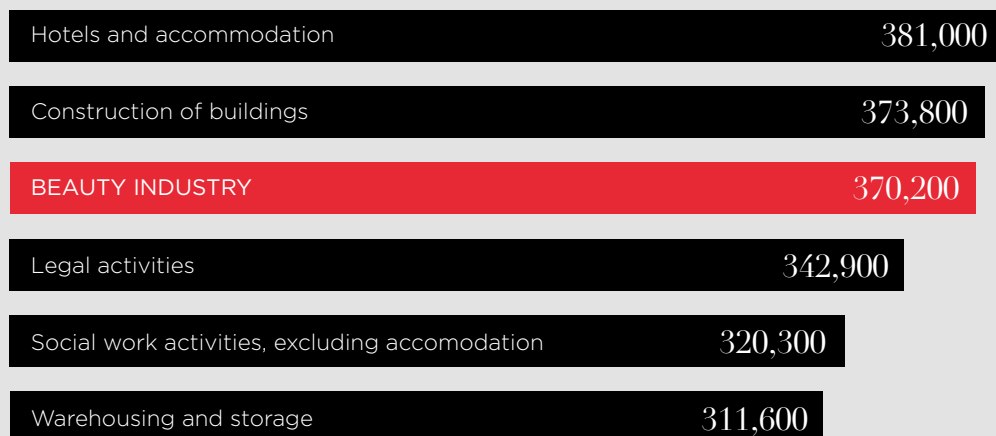 Hotels and accommodation 381,000
Construction of buildings 373,800
BEAUTY INDUSTRY 370,200
Legal activities 342,900
Social work activities, excluding accomodation 320,300
Warehousing and storage 311,600